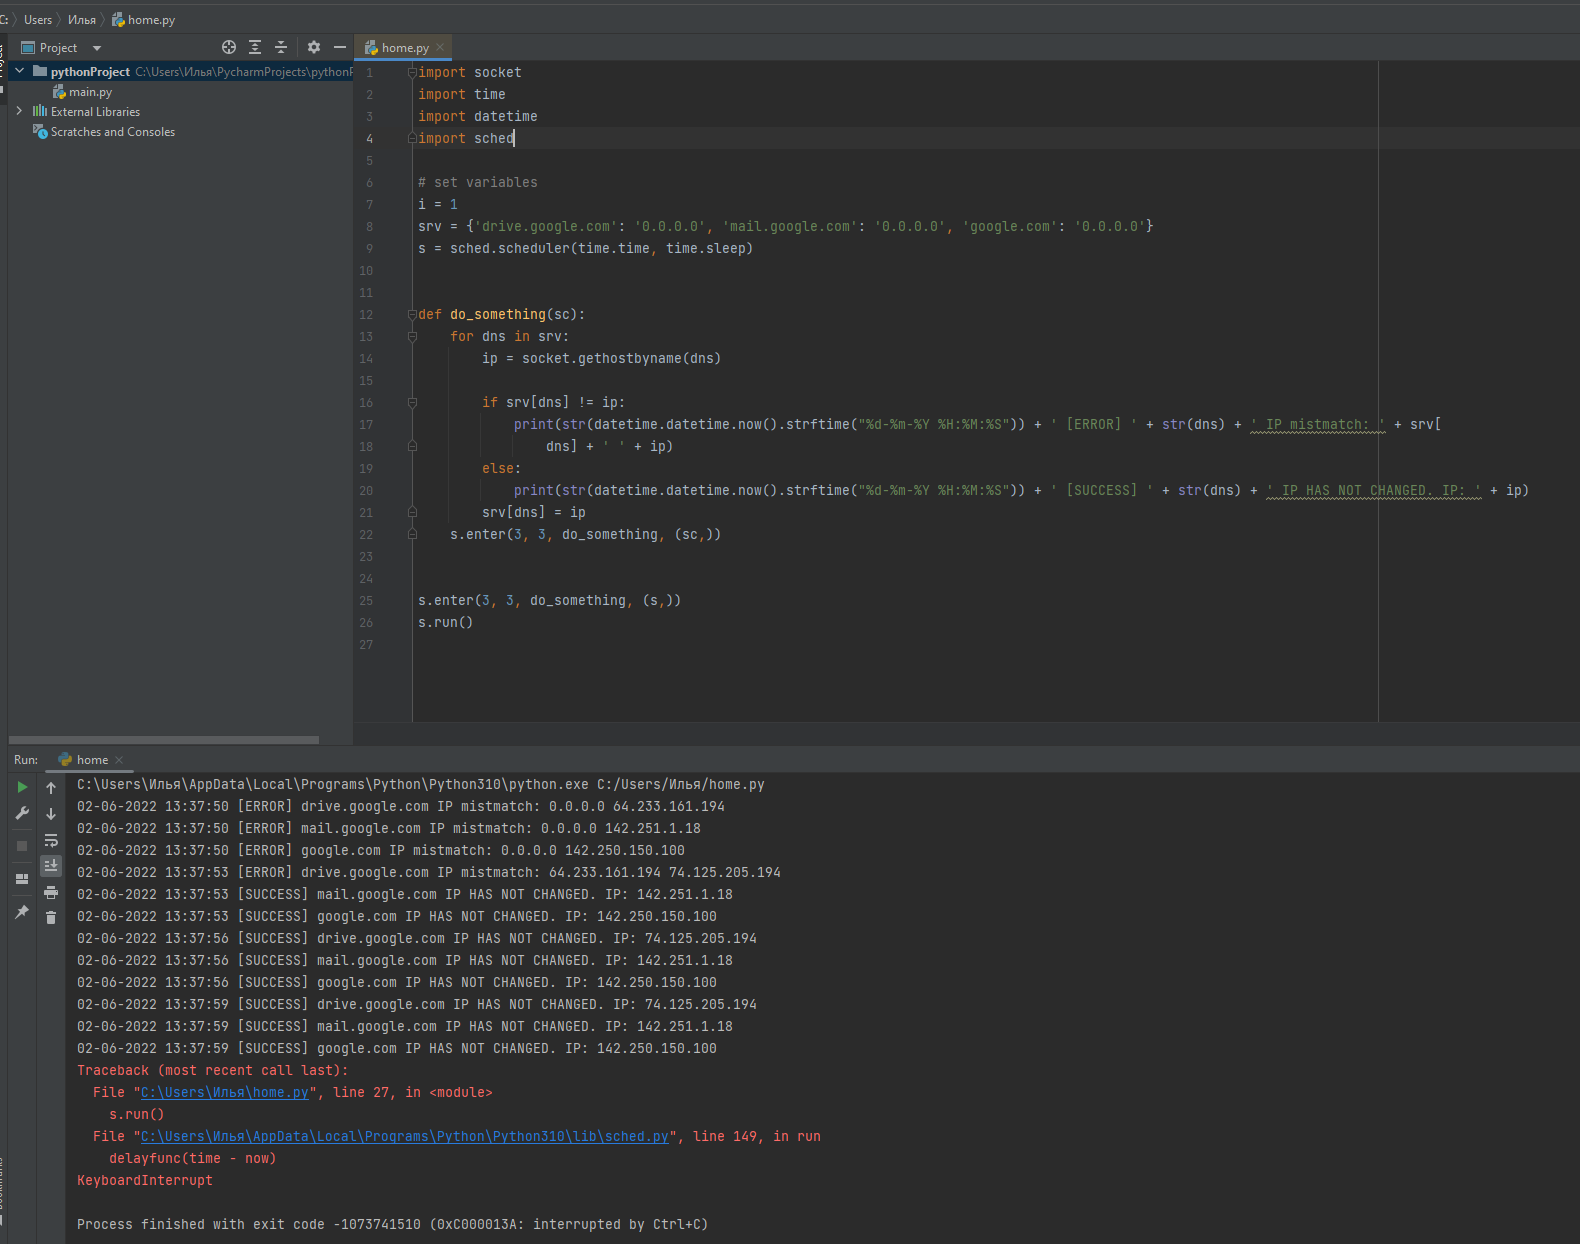 C: Users Илья home.py
Project
home.py
pythonProject C:\Users\Илья\PycharmProjects\pythonP
main.py
External Libraries
Scratches and Consoles
1 import socket
2 import time
3 import datetime
4 import sched
5
6 # set variables
7 i = 1
8 srv = {'drive.google.com': '0.0.0.0', 'mail.google.com': '0.0.0.0', 'google.com': '0.0.0.0'}
9 s = sched.scheduler(time.time, time.sleep)
10
11
12 def do_something(sc):
13 for dns in srv:
14 ip = socket.gethostbyname(dns)
15
16 if srv[dns] != ip:
17 print(str(datetime.datetime.now().strftime("%d-%m-%Y %H:%M:%S")) + ' [ERROR] ' + str(dns) + ' IP mistmatch: ' + srv[
18 dns] + ' ' + ip)
19 else:
20 print(str(datetime.datetime.now().strftime("%d-%m-%Y %H:%M:%S")) + ' [SUCCESS] ' + str(dns) + ' IP HAS NOT CHANGED. IP: ' + ip)
21 srv[dns] = ip
22 s.enter(3, 3, do_something, (sc,))
23
24
25 s.enter(3, 3, do_something, (s,))
26 s.run()
27
Run: home
C:\Users\Илья\AppData\Local\Programs\Python\Python310\python.exe C:/Users/Илья/home.py
02-06-2022 13:37:50 [ERROR] drive.google.com IP mistmatch: 0.0.0.0 64.233.161.194
02-06-2022 13:37:50 [ERROR] mail.google.com IP mistmatch: 0.0.0.0 142.251.1.18
02-06-2022 13:37:50 [ERROR] google.com IP mistmatch: 0.0.0.0 142.250.150.100
02-06-2022 13:37:53 [ERROR] drive.google.com IP mistmatch: 64.233.161.194 74.125.205.194
02-06-2022 13:37:53 [SUCCESS] mail.google.com IP HAS NOT CHANGED. IP: 142.251.1.18
02-06-2022 13:37:53 [SUCCESS] google.com IP HAS NOT CHANGED. IP: 142.250.150.100
02-06-2022 13:37:56 [SUCCESS] drive.google.com IP HAS NOT CHANGED. IP: 74.125.205.194
02-06-2022 13:37:56 [SUCCESS] mail.google.com IP HAS NOT CHANGED. IP: 142.251.1.18
02-06-2022 13:37:56 [SUCCESS] google.com IP HAS NOT CHANGED. IP: 142.250.150.100
02-06-2022 13:37:59 [SUCCESS] drive.google.com IP HAS NOT CHANGED. IP: 74.125.205.194
02-06-2022 13:37:59 [SUCCESS] mail.google.com IP HAS NOT CHANGED. IP: 142.251.1.18
02-06-2022 13:37:59 [SUCCESS] google.com IP HAS NOT CHANGED. IP: 142.250.150.100
Traceback (most recent call last):
File "C:\Users\Илья\home.py", line 27, in <module>
s.run()
File "C:\Users\Илья\AppData\Local\Programs\Python\Python310\lib\sched.py", line 149, in run
delayfunc(time - now)
KeyboardInterrupt
Process finished with exit code -1073741510 (0xC000013A: interrupted by Ctrl+C)